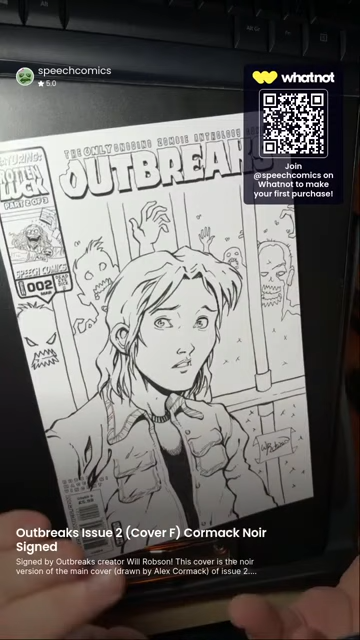 speechcomics
★ 5.0
whatnot
Join
@speechcomics on
Whatnot to make
your first purchase!
THE ONLY ONGOING ZOMBIE ANTHOLOGY
OUTBREAKS
PART 2 OF 3
SPEECH COMICS
002
Outbreaks Issue 2 (Cover F) Cormack Noir
Signed
Signed by Outbreaks creator Will Robson! This cover is the noir
version of the main cover (drawn by Alex Cormack) of issue 2....